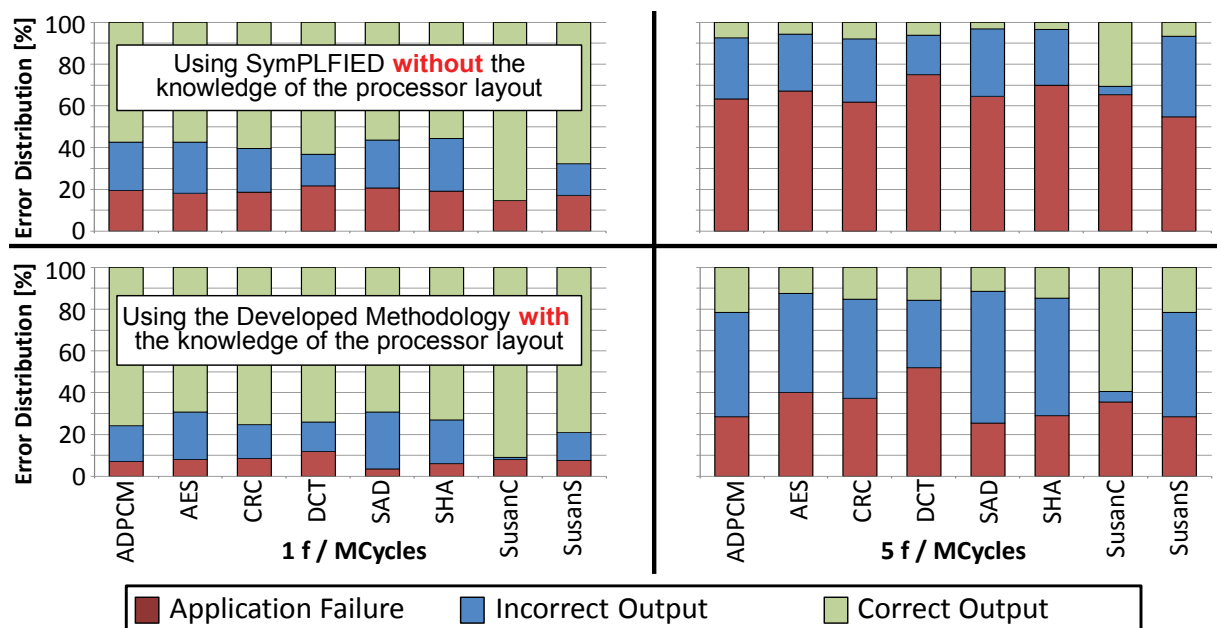 Error Distribution [%]
100
80
60
40
20
0
Using SymPLFIED without the
knowledge of the processor layout
Error Distribution [%]
100
80
60
40
20
0
Using the Developed Methodology with
the knowledge of the processor layout
ADPCM
AES
CRC
DCT
SAD
SHA
SusanC
SusanS
1 f / MCycles
ADPCM
AES
CRC
DCT
SAD
SHA
SusanC
SusanS
5 f / MCycles
Application Failure
Incorrect Output
Correct Output